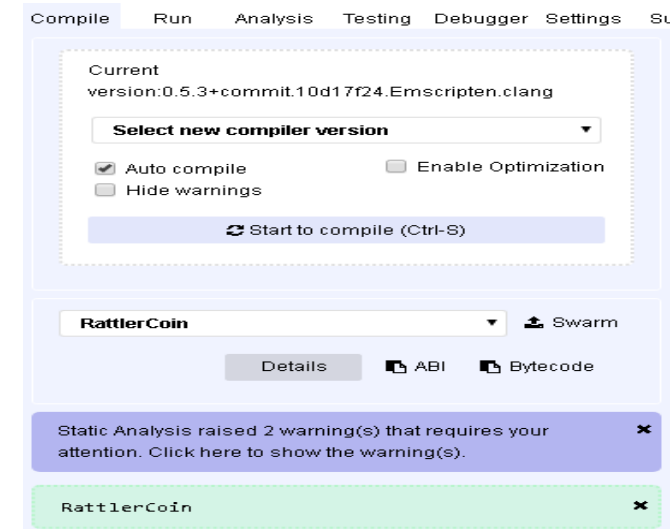 Compile Run Analysis Testing Debugger Settings Su
Current
version:0.5.3+commit.10d17f24.Emscripten.clang
Select new compiler version
Auto compile Enable Optimization
Hide warnings
Start to compile (Ctrl-S)
RattlerCoin Swarm
Details ABI Bytecode
Static Analysis raised 2 warning(s) that requires your
attention. Click here to show the warning(s).
RattlerCoin